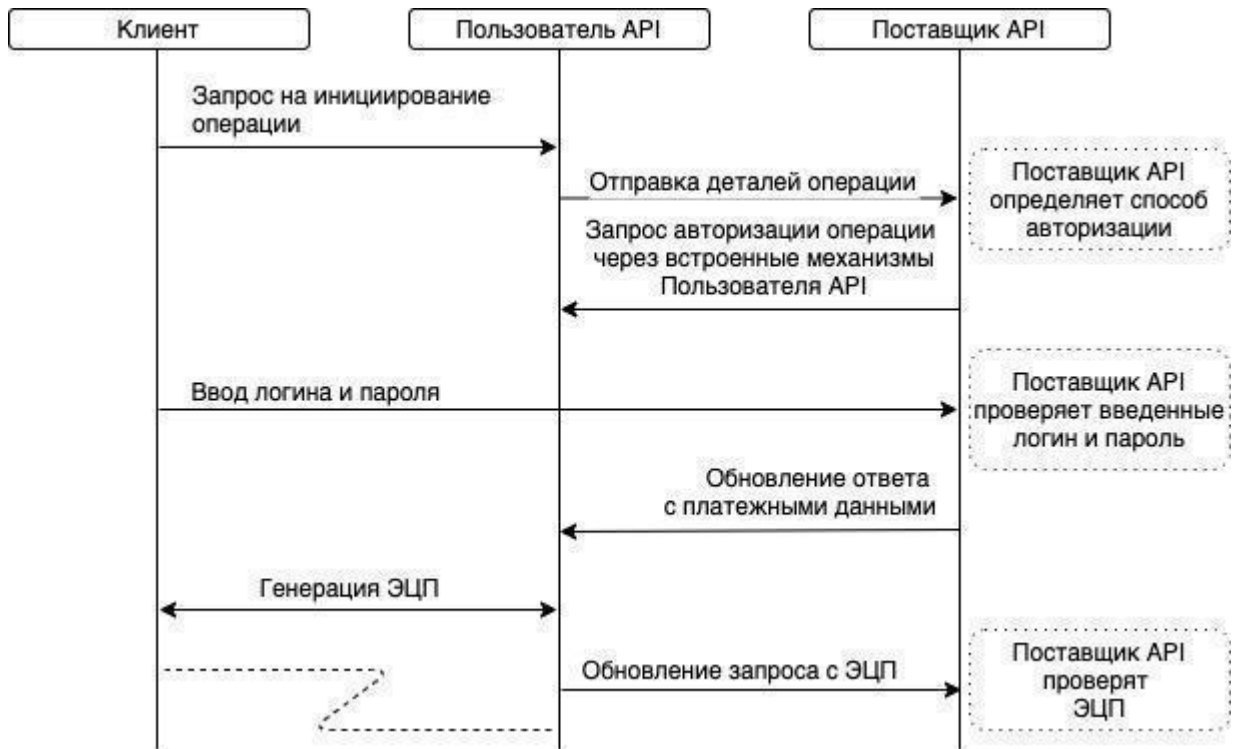 Клиент
Пользователь API
Поставщик API
Запрос на инициирование
операции
Отправка деталей операции
Поставщик API
определяет способ
авторизации
Запрос авторизации операции
через встроенные механизмы
Пользователя API
Ввод логина и пароля
Поставщик API
проверяет введенные
логин и пароль
Обновление ответа
с платежными данными
Генерация ЭЦП
Обновление запроса с ЭЦП
Поставщик API
проверят
ЭЦП